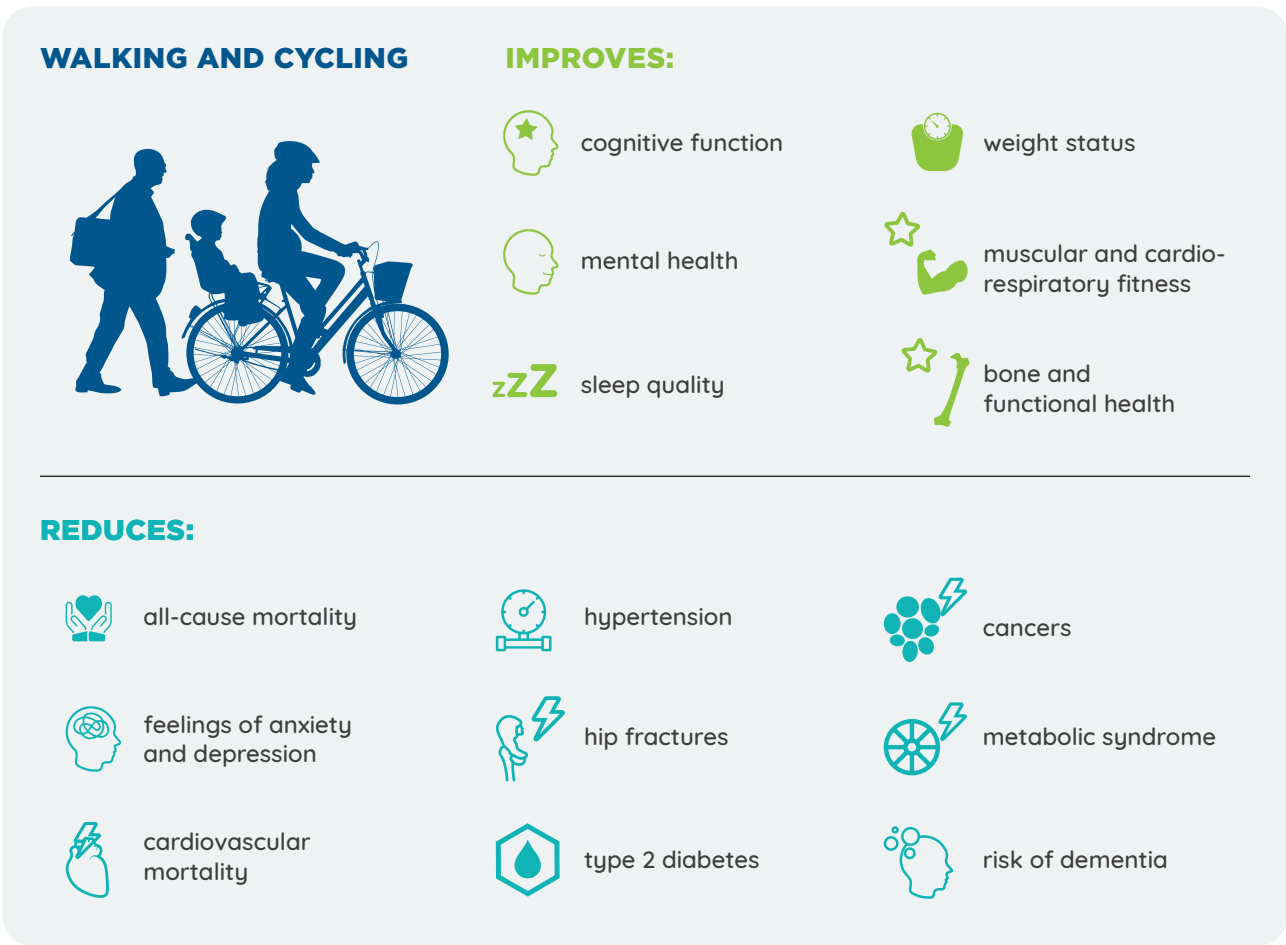 WALKING AND CYCLING
IMPROVES:
cognitive function
weight status
mental health
muscular and cardio-
respiratory fitness
zZZ
sleep quality
bone and
functional health
REDUCES:
all-cause mortality
hypertension
cancers
feelings of anxiety
and depression
hip fractures
metabolic syndrome
cardiovascular
mortality
type 2 diabetes
risk of dementia